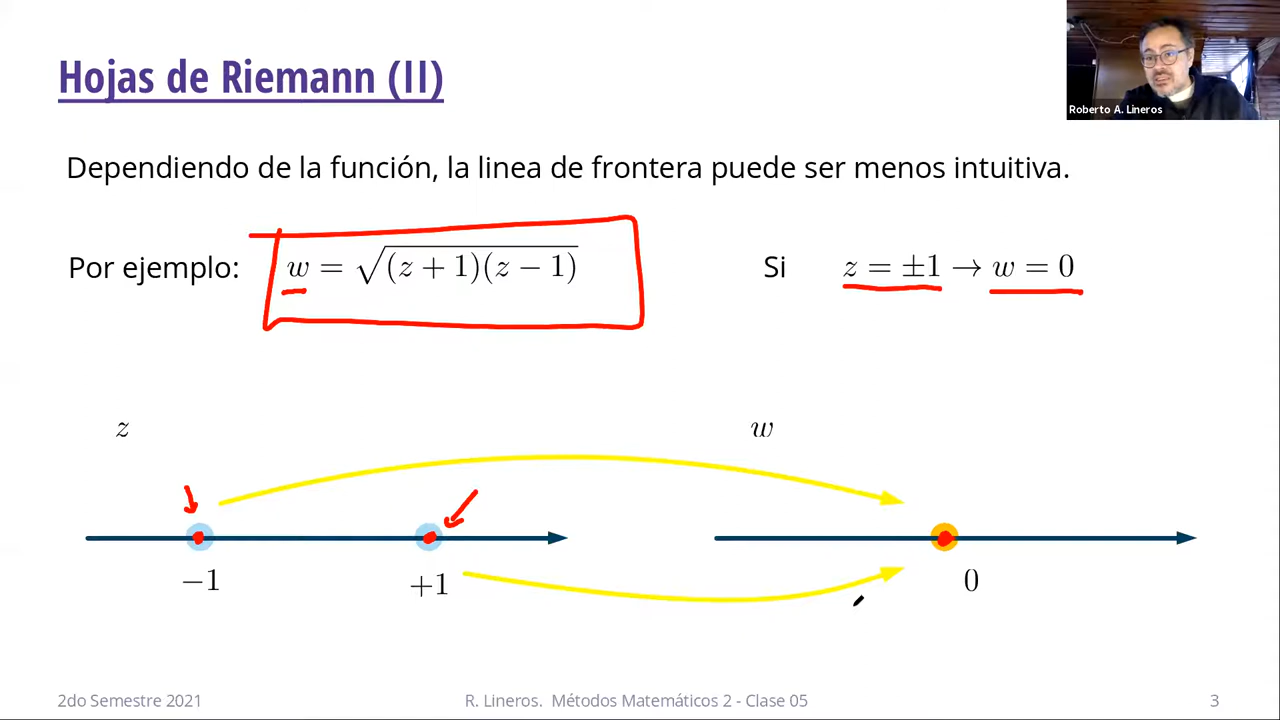 Hojas de Riemann (II)
Roberto A. Lineros
Dependiendo de la función, la linea de frontera puede ser menos intuitiva.
Por ejemplo: w = √(z + 1)(z − 1) Si z = ±1 → w = 0
z w
−1 +1 0
2do Semestre 2021 R. Lineros. Métodos Matemáticos 2 - Clase 05 3